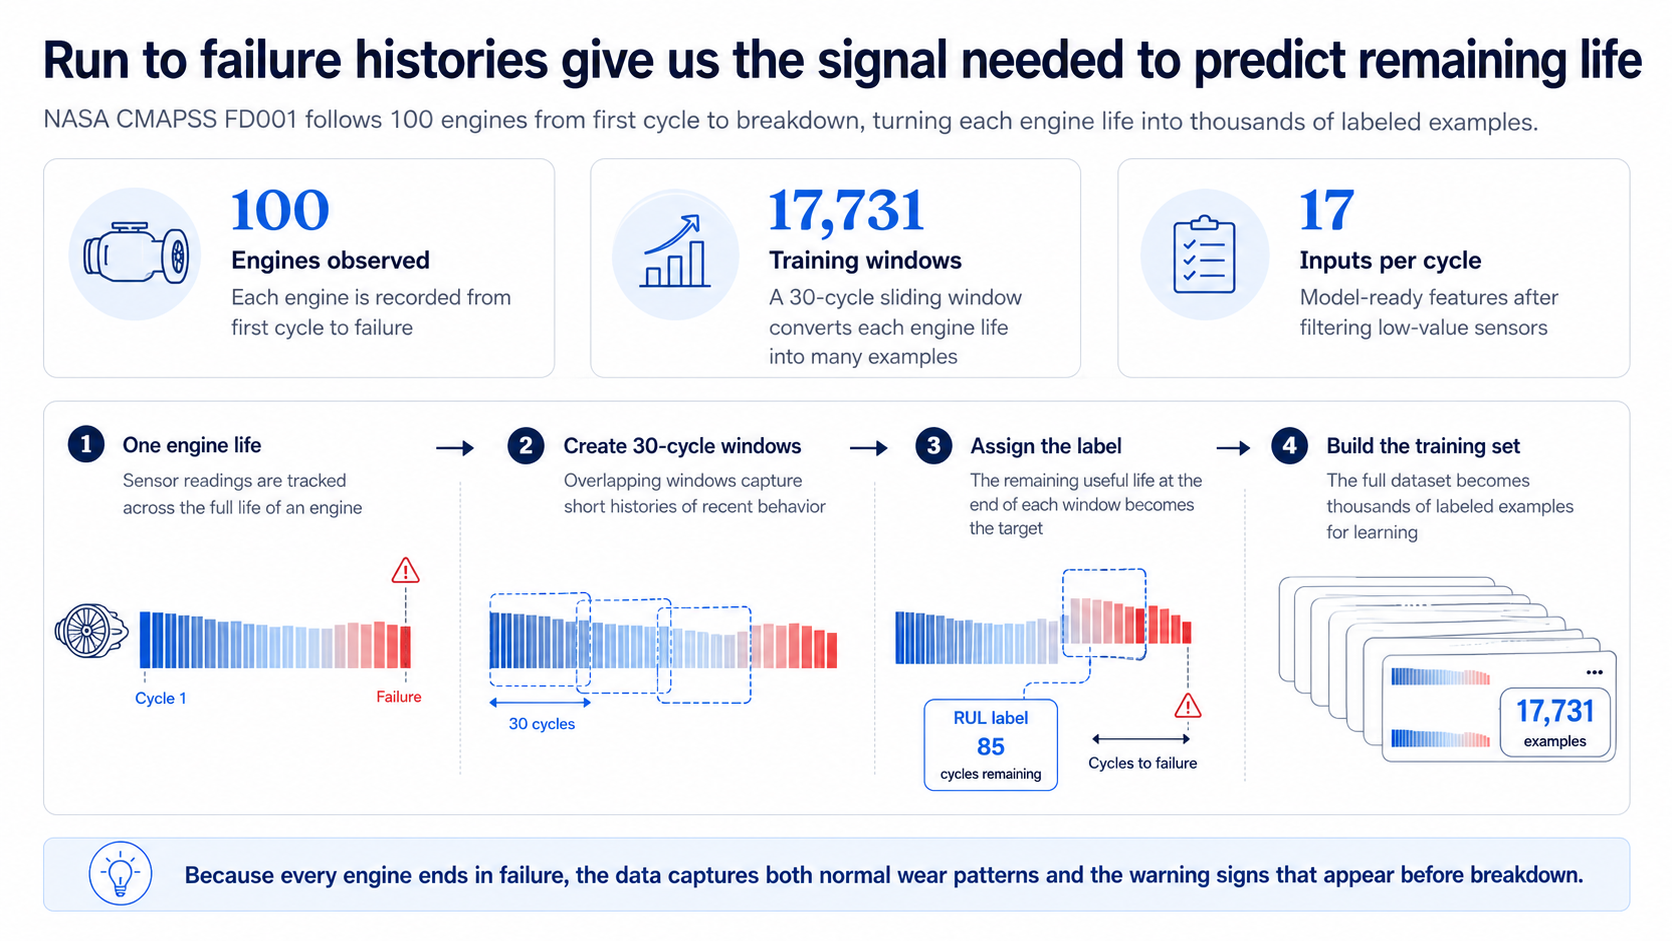 Run to failure histories give us the signal needed to predict remaining life
NASA CMAPSS FD001 follows 100 engines from first cycle to breakdown, turning each engine life into thousands of labeled examples.
100
Engines observed
Each engine is recorded from
first cycle to failure
17,731
Training windows
A 30-cycle sliding window
converts each engine life
into many examples
17
Inputs per cycle
Model-ready features after
filtering low-value sensors
1
One engine life
Sensor readings are tracked
across the full life of an engine
Cycle 1
Failure
2
Create 30-cycle windows
Overlapping windows capture
short histories of recent behavior
30 cycles
3
Assign the label
The remaining useful life at the
end of each window becomes
the target
RUL label
85
cycles remaining
Cycles to failure
4
Build the training set
The full dataset becomes
thousands of labeled examples
for learning
17,731
examples
Because every engine ends in failure, the data captures both normal wear patterns and the warning signs that appear before breakdown.